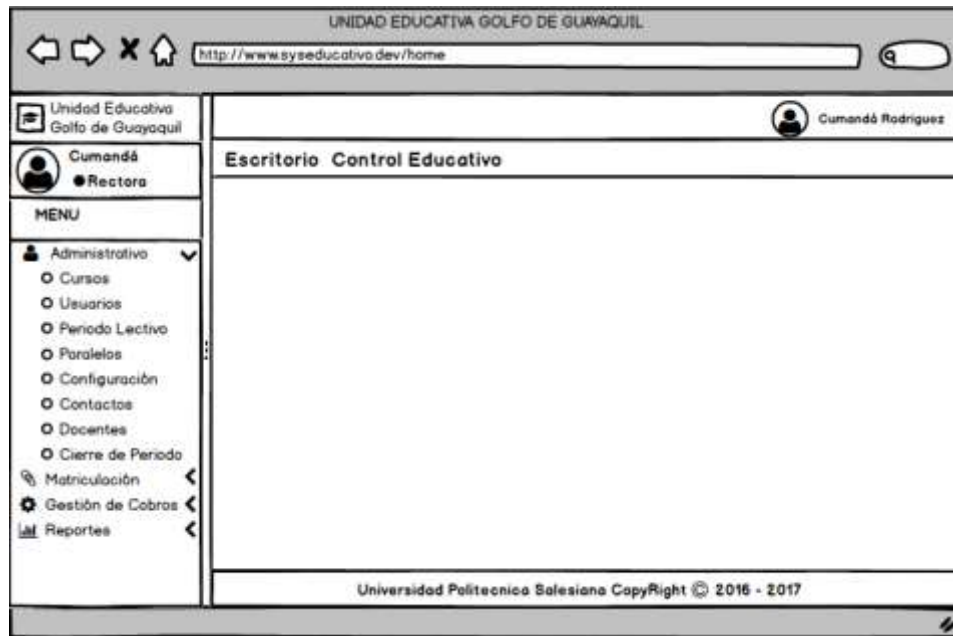 UNIDAD EDUCATIVA GOLFO DE GUAYAQUIL
http://www.syseducativo.dev/home
Unidad Educativa
Golfo de Guayaquil
Cumandá Rodriguez
Cumandá
Rectora
Escritorio Control Educativo
MENU
Administrativo
Cursos
Usuarios
Periodo Lectivo
Paralelos
Configuración
Contactos
Docentes
Cierre de Periodo
Matriculación
Gestión de Cobros
Reportes
Universidad Politecnica Salesiana CopyRight © 2016 - 2017